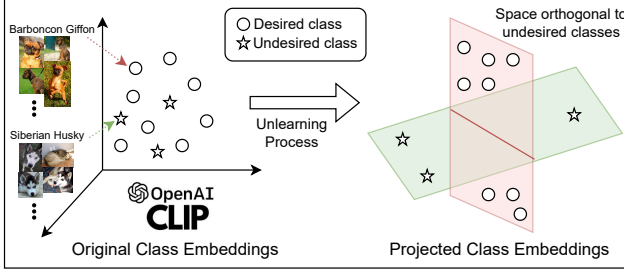 Barboncon Giffon
Siberian Husky
Desired class
Undesired class
Unlearning
Process
OpenAI
CLIP
Original Class Embeddings
Space orthogonal to
undesired classes
Projected Class Embeddings